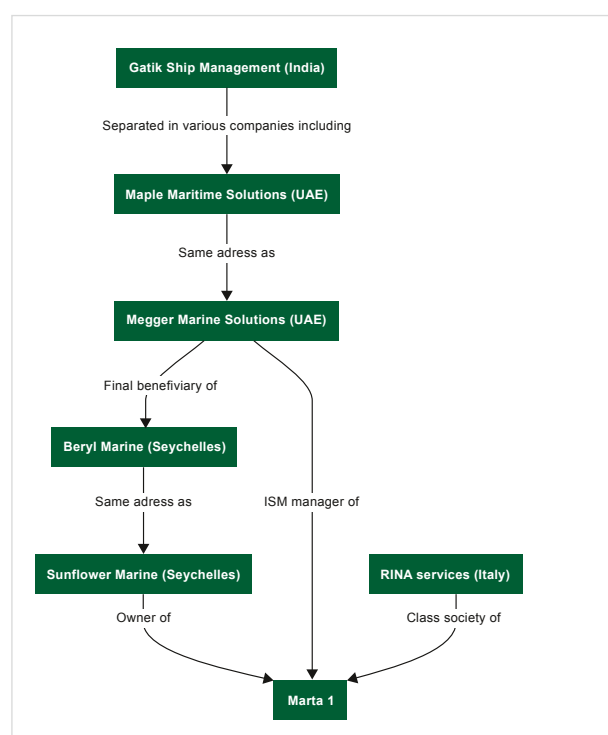 Gatik Ship Management (India)
Separated in various companies including
Maple Maritime Solutions (UAE)
Same adress as
Megger Marine Solutions (UAE)
Final benefiviary of
Beryl Marine (Seychelles)
Same adress as
ISM manager of
Sunflower Marine (Seychelles)
RINA services (Italy)
Owner of
Class society of
Marta 1